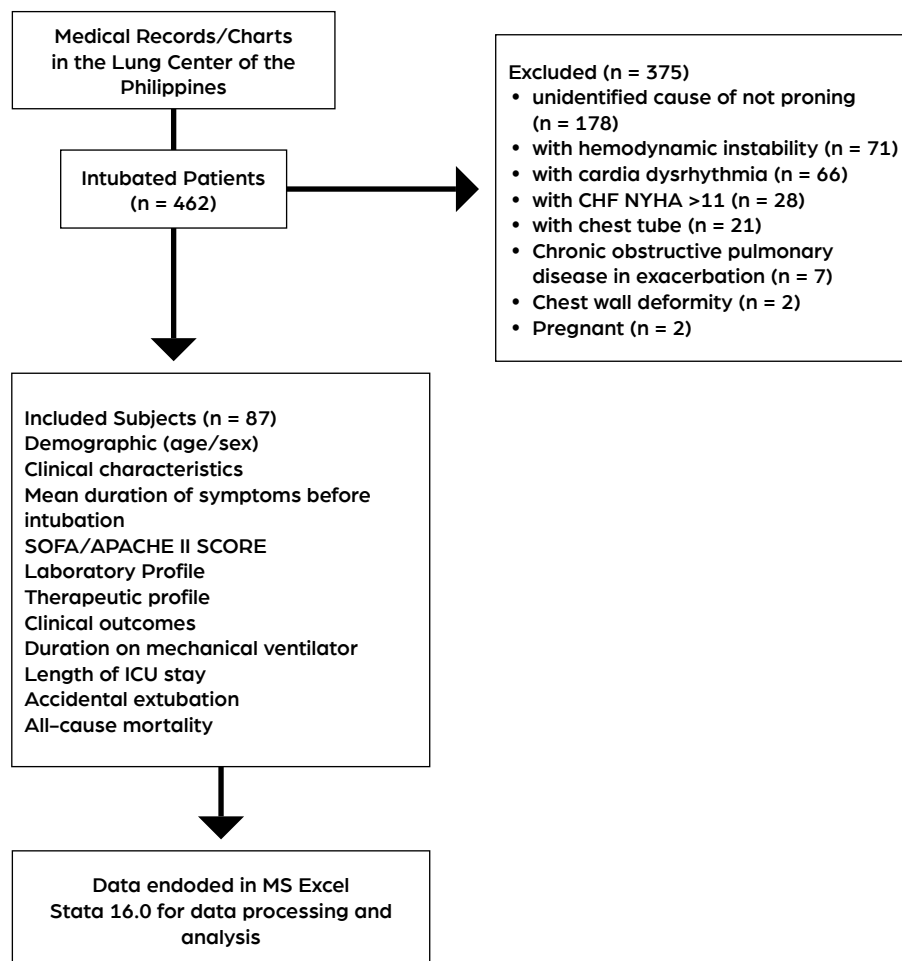 Medical Records/Charts
in the Lung Center of the
Philippines
Intubated Patients
(n = 462)
Excluded (n = 375)
• unidentified cause of not proning
(n = 178)
• with hemodynamic instability (n = 71)
• with cardia dysrhythmia (n = 66)
• with CHF NYHA >11 (n = 28)
• with chest tube (n = 21)
• Chronic obstructive pulmonary
disease in exacerbation (n = 7)
• Chest wall deformity (n = 2)
• Pregnant (n = 2)
Included Subjects (n = 87)
Demographic (age/sex)
Clinical characteristics
Mean duration of symptoms before
intubation
SOFA/APACHE II SCORE
Laboratory Profile
Therapeutic profile
Clinical outcomes
Duration on mechanical ventilator
Length of ICU stay
Accidental extubation
All-cause mortality
Data endoded in MS Excel
Stata 16.0 for data processing and
analysis